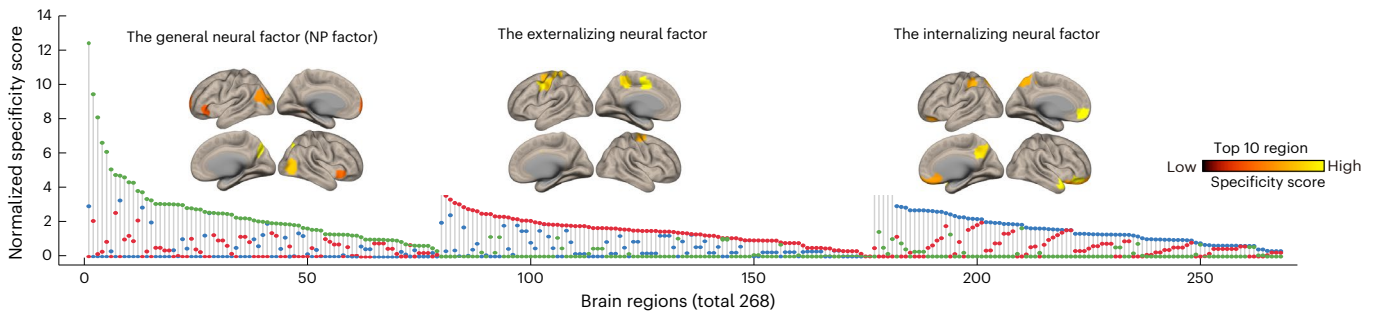 The general neural factor (NP factor)
The externalizing neural factor
The internalizing neural factor
Normalized specificity score
14
12
10
8
6
4
2
0
Top 10 region
Low
High
Specificity score
0
50
100
150
200
250
Brain regions (total 268)